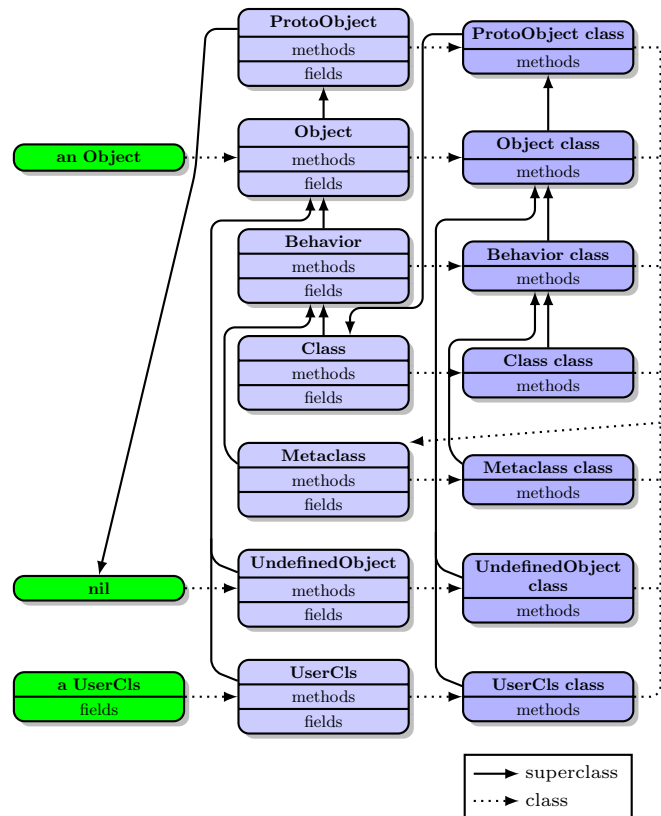 ProtoObject
methods
fields
ProtoObject class
methods
an Object
Object
methods
fields
Object class
methods
Behavior
methods
fields
Behavior class
methods
Class
methods
fields
Class class
methods
Metaclass
methods
fields
Metaclass class
methods
nil
UndefinedObject
methods
fields
UndefinedObject
class
methods
a UserCls
fields
UserCls
methods
fields
UserCls class
methods
superclass
class